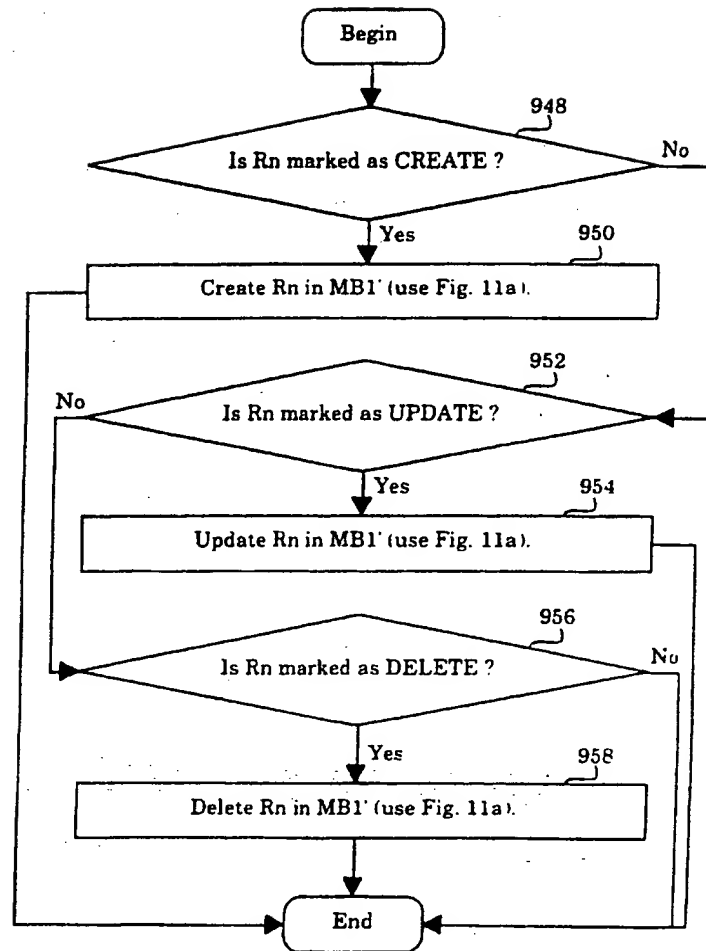 Begin
948
Is Rn marked as CREATE ?
No
Yes
950
Create Rn in MB1' (use Fig. 11a).
952
No
Is Rn marked as UPDATE ?
Yes
954
Update Rn in MB1' (use Fig. 11a).
956
Is Rn marked as DELETE ?
No
Yes
958
Delete Rn in MB1' (use Fig. 11a).
End